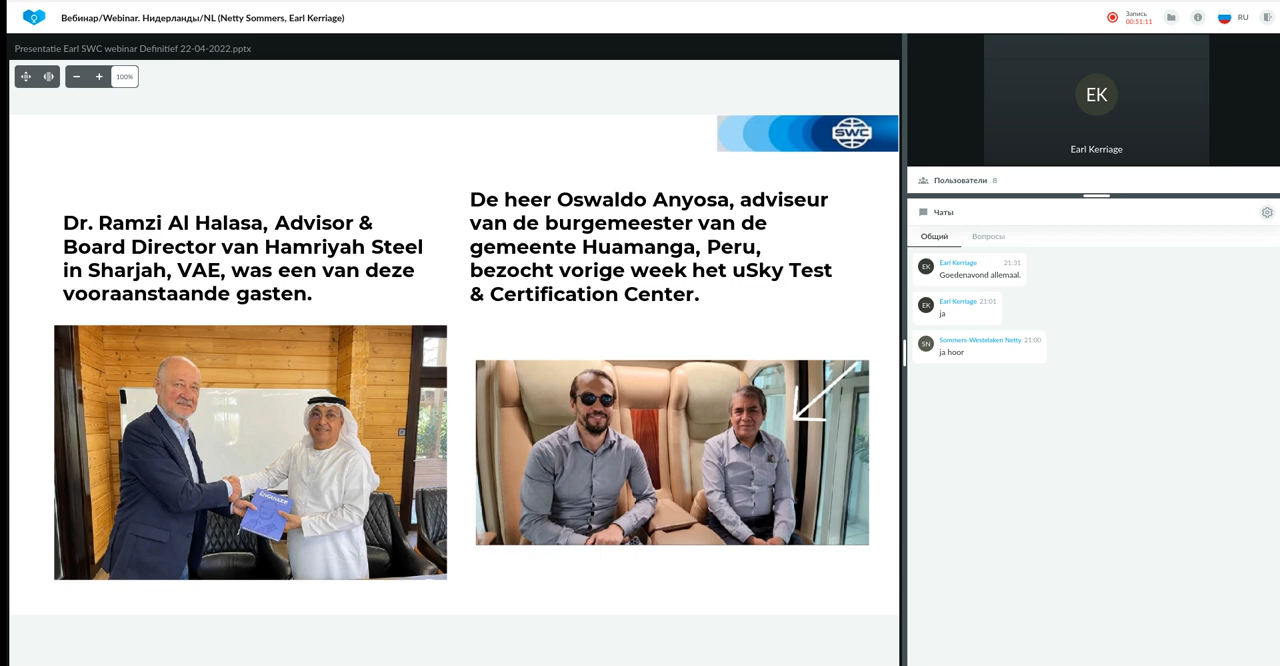 Вебинар/Webinar. Нидерланды/NL (Netty Sommers, Earl Kerriage)
Запись
00:51:11
RU
Presentatie Earl SWC webinar Definitief 22-04-2022.pptx
100%
SWC
Dr. Ramzi Al Halasa, Advisor &
Board Director van Hamriyah Steel
in Sharjah, VAE, was een van deze
vooraanstaande gasten.
De heer Oswaldo Anyosa, adviseur
van de burgemeester van de
gemeente Huamanga, Peru,
bezocht vorige week het uSky Test
& Certification Center.
ENGINEER
EK
Earl Kerriage
Пользователи 8
Чаты
Общий Вопросы
EK
Earl Kerriage 21:31
Goedenavond allemaal.
EK
Earl Kerriage 21:01
ja
SN
Sommers-Westelaken Netty 21:00
ja hoor